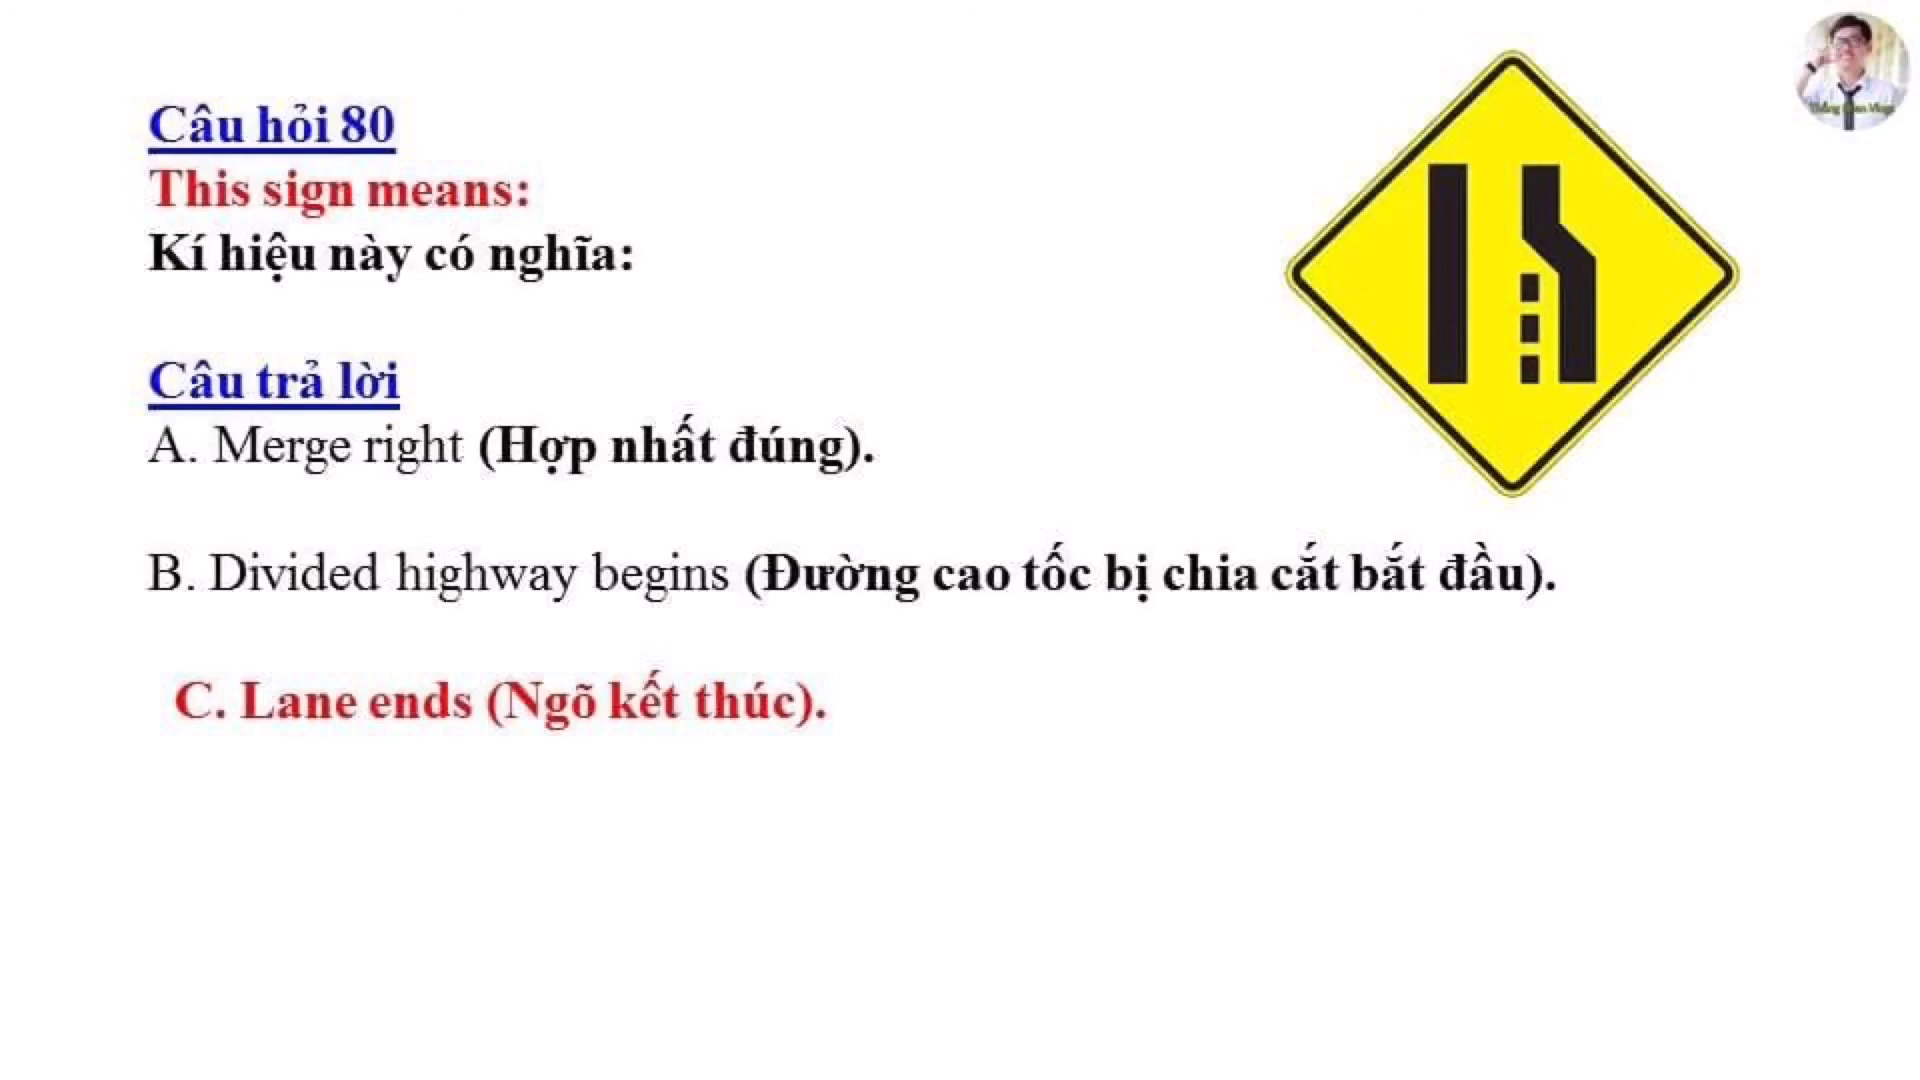 Câu hỏi 80
This sign means:
Kí hiệu này có nghĩa:
Câu trả lời
A. Merge right (Hợp nhất đúng).
B. Divided highway begins (Đường cao tốc bị chia cắt bắt đầu).
C. Lane ends (Ngõ kết thúc).